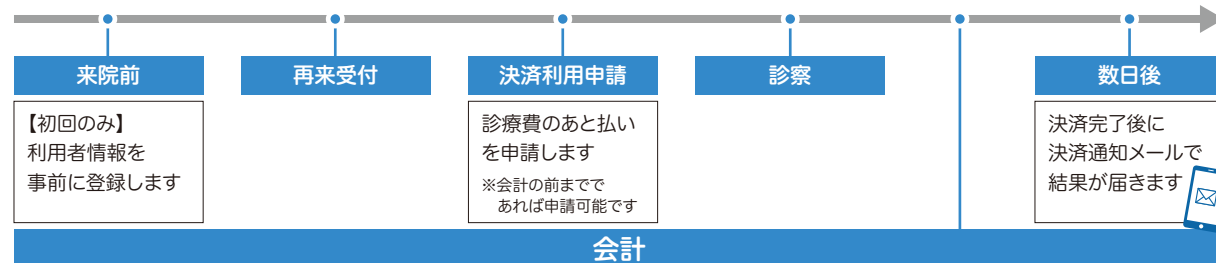 来院前
【初回のみ】
利用者情報を
事前に登録します
再来受付
決済利用申請
診療費のあと払い
を申請します
※会計の前までで
あれば申請可能です
診察
数日後
決済完了後に
決済通知メールで
結果が届きます
会計